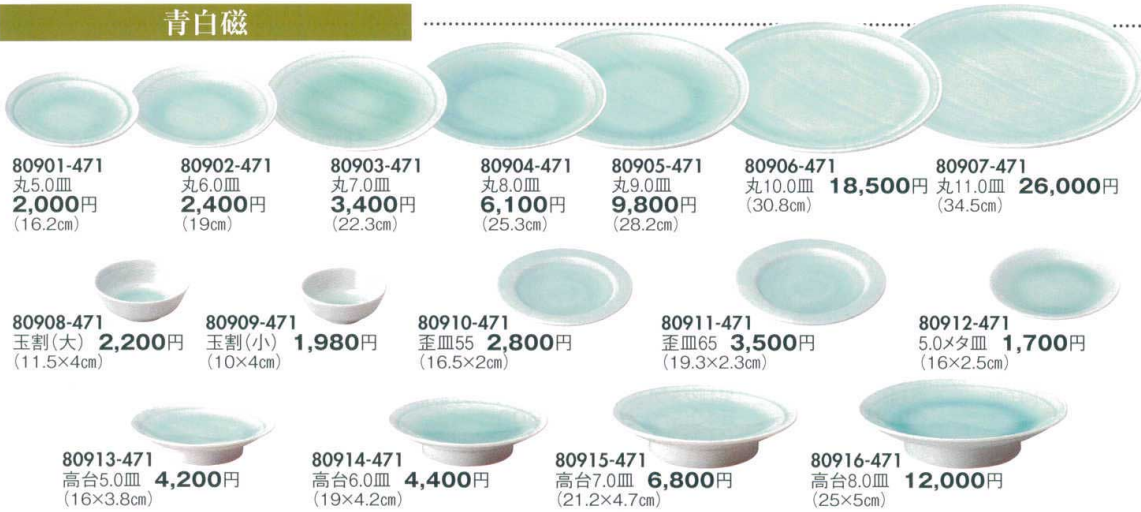 青白磁
80901-471
丸5.0皿
2,000円
(16.2㎝)
80902-471
丸6.0皿
2,400円
(19㎝)
80903-471
丸7.0皿
3,400円
(22.3㎝)
80904-471
丸8.0皿
6,100円
(25.3㎝)
80905-471
丸9.0皿
9,800円
(28.2㎝)
80906-471
丸10.0皿 18,500円
(30.8㎝)
80907-471
丸11.0皿 26,000円
(34.5㎝)
80908-471
玉割(大) 2,200円
(11.5×4㎝)
80909-471
玉割(小) 1,980円
(10×4㎝)
80910-471
歪皿55 2,800円
(16.5×2㎝)
80911-471
歪皿65 3,500円
(19.3×2.3㎝)
80912-471
5.0メタ皿 1,700円
(16×2.5㎝)
80913-471
高台5.0皿 4,200円
(16×3.8㎝)
80914-471
高台6.0皿 4,400円
(19×4.2㎝)
80915-471
高台7.0皿 6,800円
(21.2×4.7㎝)
80916-471
高台8.0皿 12,000円
(25×5㎝)